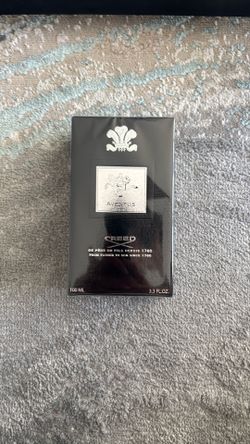 AVENTUS
CREED
DE PÈRE EN FILS DEPUIS 1760
FROM FATHER TO SON SINCE 1760
100 ML 3.3 FL.OZ.